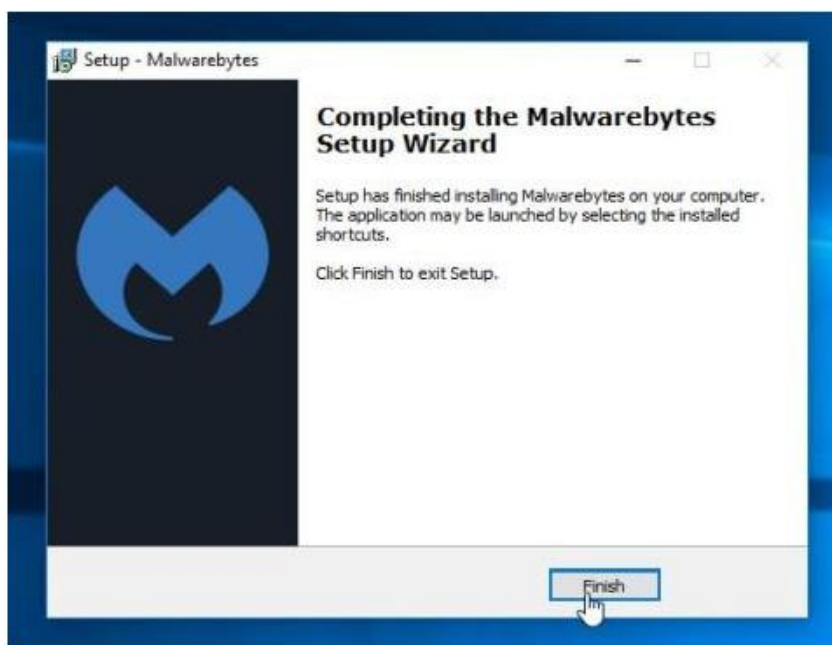 Setup - Malwarebytes
Completing the Malwarebytes
Setup Wizard
Setup has finished installing Malwarebytes on your computer.
The application may be launched by selecting the installed
shortcuts.
Click Finish to exit Setup.
Finish